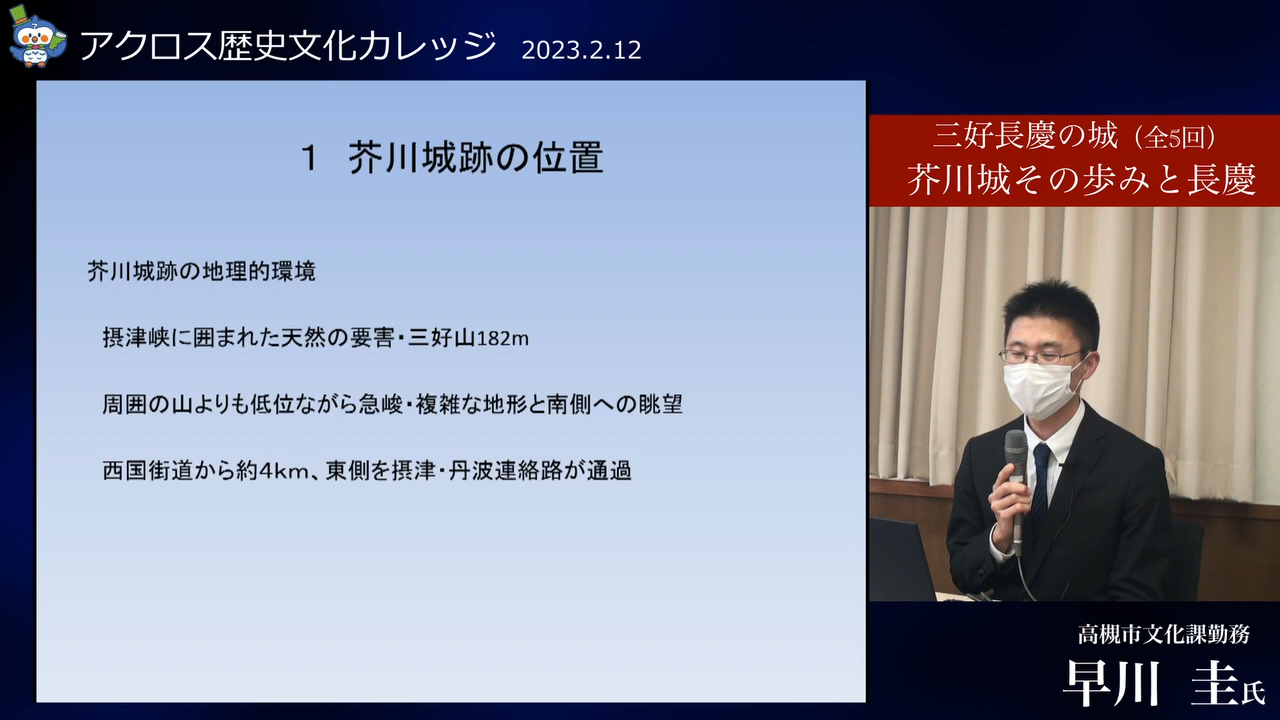 アクロス歴史文化カレッジ 2023.2.12
1 芥川城跡の位置
芥川城跡の地理的環境
摂津峡に囲まれた天然の要害・三好山182m
周囲の山よりも低位ながら急峻・複雑な地形と南側への眺望
西国街道から約4km、東側を摂津・丹波連絡路が通過
三好長慶の城（全5回）
芥川城その歩みと長慶
高槻市文化課勤務
早川 圭氏